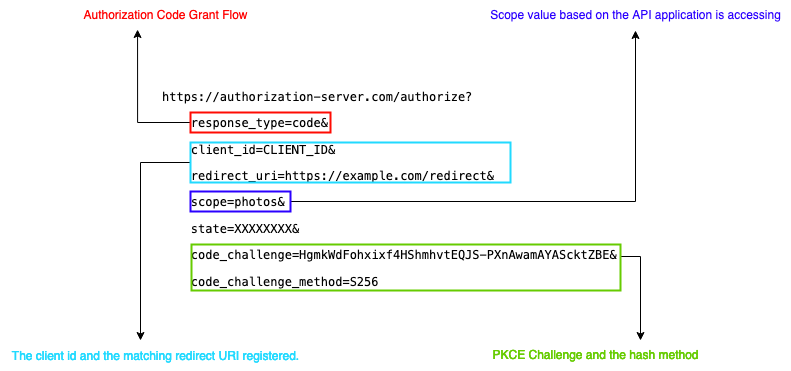 Authorization Code Grant Flow
Scope value based on the API application is accessing
https://authorization-server.com/authorize?
response_type=code&
client_id=CLIENT_ID&
redirect_uri=https://example.com/redirect&
scope=photos&
state=XXXXXXXX&
code_challenge=HgmkWdFohxixf4HShmhvtEQJS-PXnAwamAYAScktZBE&
code_challenge_method=S256
The client id and the matching redirect URI registered.
PKCE Challenge and the hash method